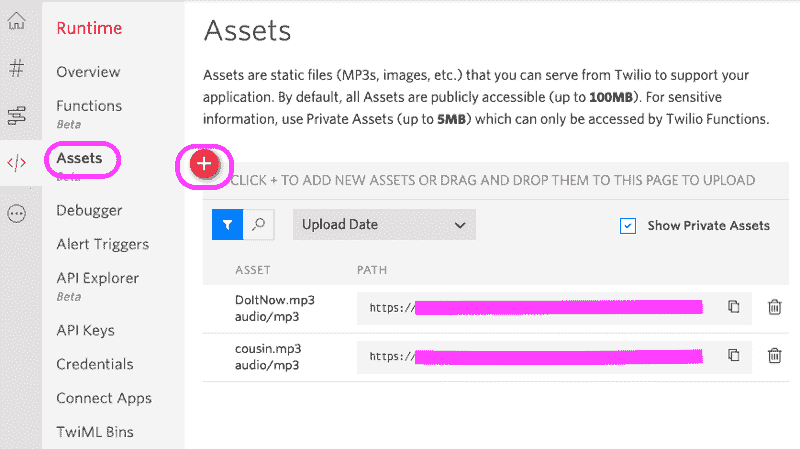 Runtime
Overview
Functions
Beta
Assets
Beta
Debugger
Alert Triggers
API Explorer
Beta
API Keys
Credentials
Connect Apps
TwiML Bins
Assets
Assets are static files (MP3s, images, etc.) that you can serve from Twilio to support your
application. By default, all Assets are publicly accessible (up to 100MB). For sensitive
information, use Private Assets (up to 5MB) which can only be accessed by Twilio Functions.
CLICK + TO ADD NEW ASSETS OR DRAG AND DROP THEM TO THIS PAGE TO UPLOAD
Upload Date
Show Private Assets
ASSET PATH
DoItNow.mp3
audio/mp3
https://
cousin.mp3
audio/mp3
https://